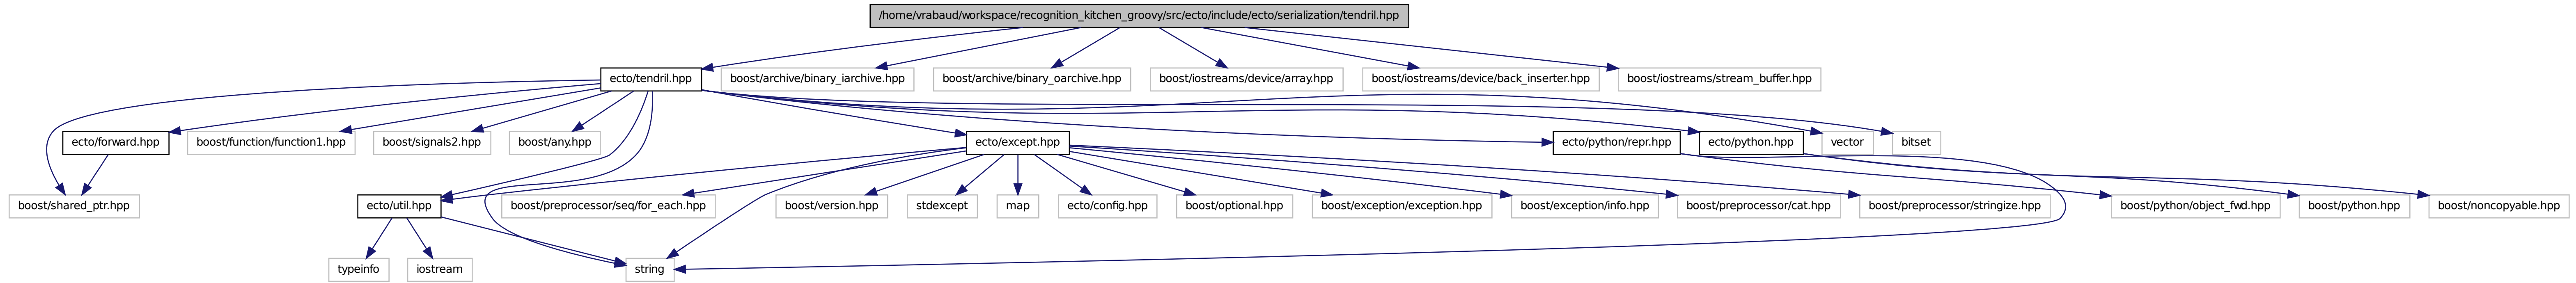 /home/vrabaud/workspace/recognition_kitchen_groovy/src/ecto/include/ecto/serialization/tendril.hpp
ecto/tendril.hpp
boost/archive/binary_iarchive.hpp
boost/archive/binary_oarchive.hpp
boost/iostreams/device/array.hpp
boost/iostreams/device/back_inserter.hpp
boost/iostreams/stream_buffer.hpp
ecto/forward.hpp
boost/function/function1.hpp
boost/signals2.hpp
boost/any.hpp
ecto/except.hpp
ecto/python/repr.hpp
ecto/python.hpp
vector
bitset
boost/shared_ptr.hpp
ecto/util.hpp
boost/preprocessor/seq/for_each.hpp
boost/version.hpp
stdexcept
map
ecto/config.hpp
boost/optional.hpp
boost/exception/exception.hpp
boost/exception/info.hpp
boost/preprocessor/cat.hpp
boost/preprocessor/stringize.hpp
boost/python/object_fwd.hpp
boost/python.hpp
boost/noncopyable.hpp
typeinfo
iostream
string